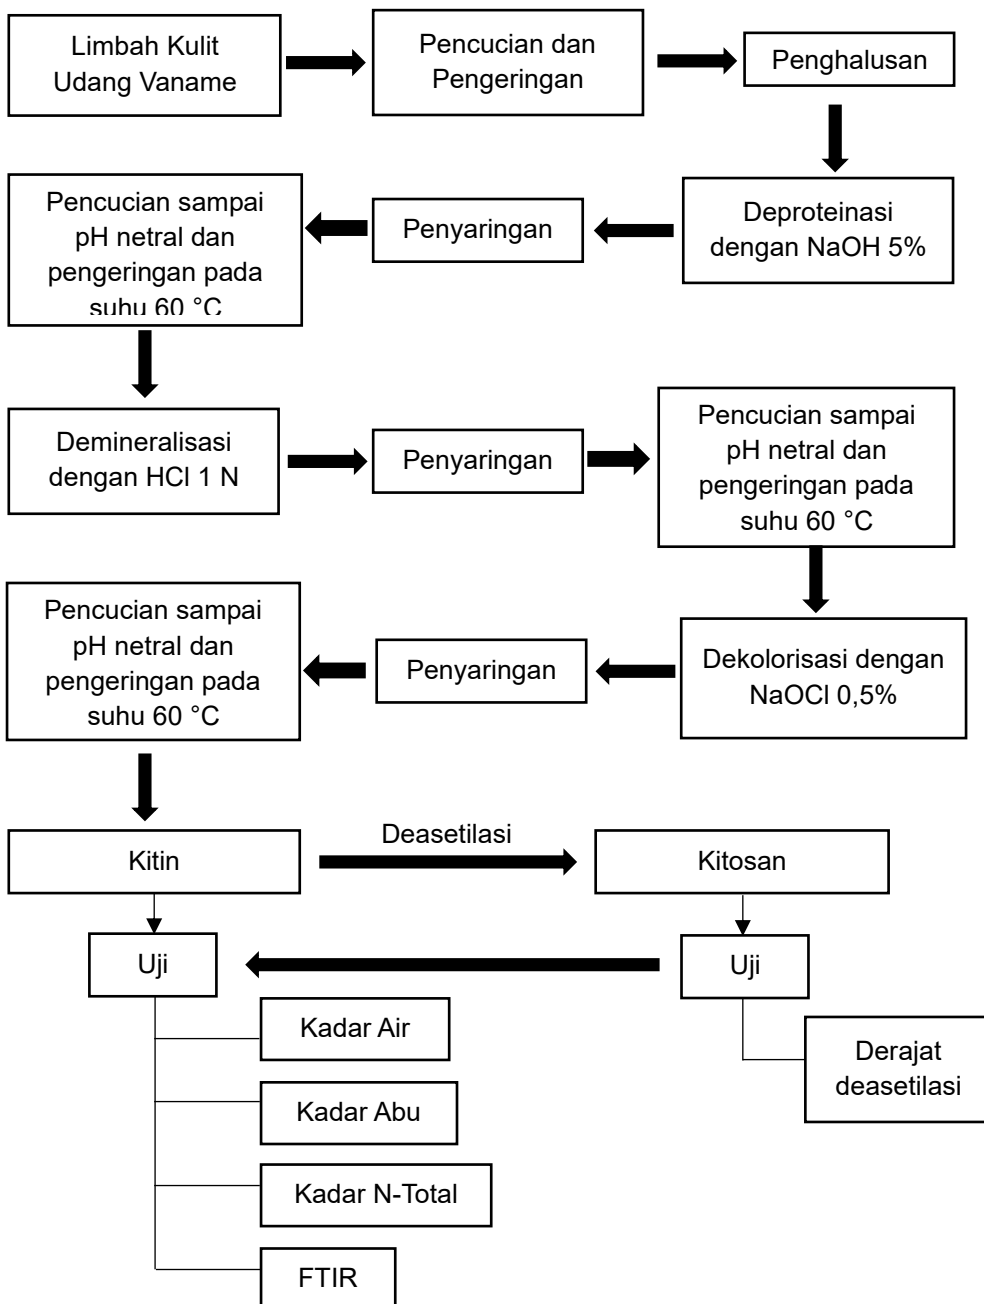 Limbah Kulit
Udang Vaname
Pencucian dan
Pengeringan
Penghalusan
Deproteinasi
dengan NaOH 5%
Penyaringan
Pencucian sampai
pH netral dan
pengeringan pada
suhu 60 °C
Demineralisasi
dengan HCl 1 N
Penyaringan
Pencucian sampai
pH netral dan
pengeringan pada
suhu 60 °C
Dekolorisasi dengan
NaOCl 0,5%
Penyaringan
Pencucian sampai
pH netral dan
pengeringan pada
suhu 60 °C
Kitin
Deasetilasi
Kitosan
Uji
Uji
Kadar Air
Kadar Abu
Kadar N-Total
FTIR
Derajat
deasetilasi